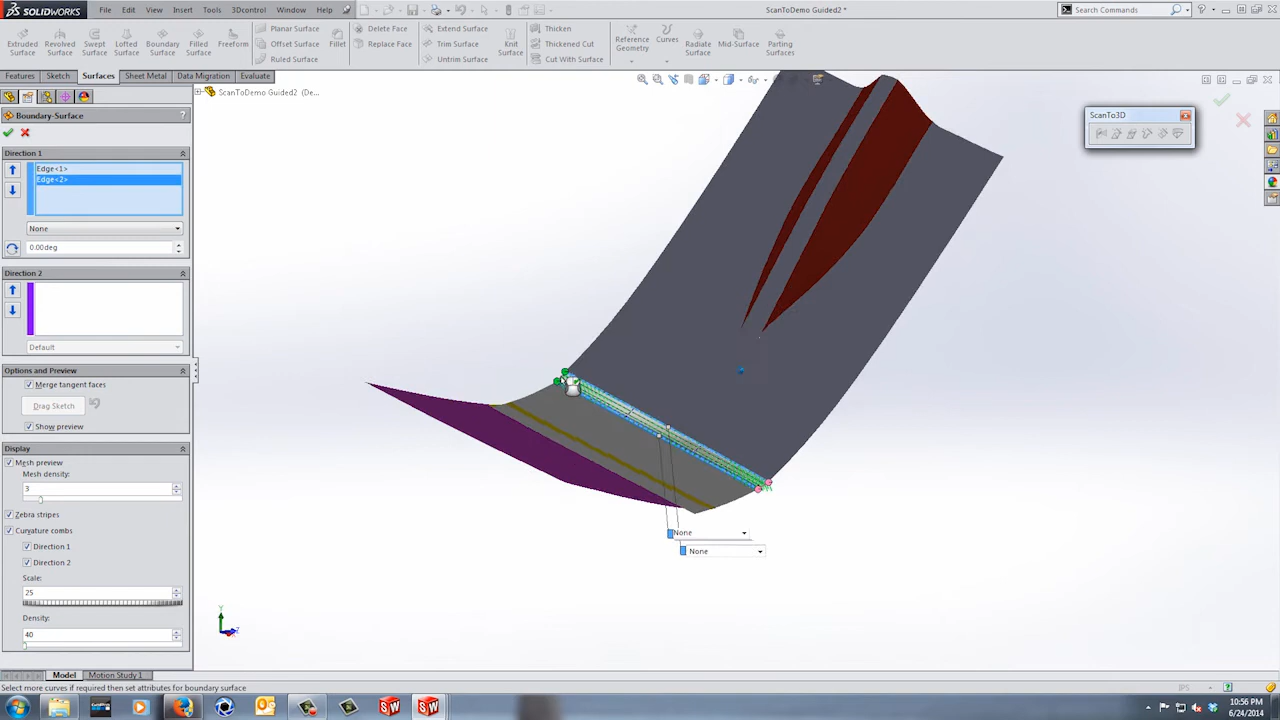 SOLIDWORKS
File Edit View Insert Tools 3Dcontrol Window Help
ScanToDemo Guided2 *
Search Commands
Extruded Surface
Revolved Surface
Swept Surface
Lofted Surface
Boundary Surface
Filled Surface
Freeform
Planar Surface
Offset Surface
Ruled Surface
Fillet
Delete Face
Replace Face
Extend Surface
Trim Surface
Untrim Surface
Knit Surface
Thicken
Thickened Cut
Cut With Surface
Reference Geometry
Curves
Radiate Surface
Mid-Surface
Parting Surfaces
Features Sketch Surfaces Sheet Metal Data Migration Evaluate
ScanToDemo Guided2 (De...
Boundary-Surface
?
ScanTo3D
Direction 1
Edge<1>
Edge<2>
None
0.00deg
Direction 2
Default
Options and Preview
Merge tangent faces
Drag Sketch
Show preview
Display
Mesh preview
Mesh density:
3
Zebra stripes
Curvature combs
Direction 1
Direction 2
Scale:
25
Density:
40
None
None
Y
Z
Model Motion Study 1
Select more curves if required then set attributes for boundary surface
IPS
10:56 PM
6/24/2014